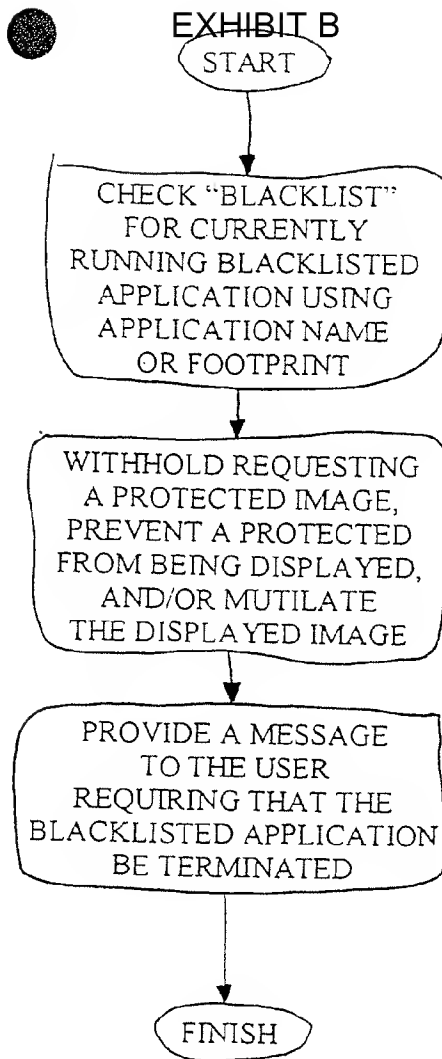 EXHIBIT B
START
CHECK "BLACKLIST"
FOR CURRENTLY
RUNNING BLACKLISTED
APPLICATION USING
APPLICATION NAME
OR FOOTPRINT
WITHHOLD REQUESTING
A PROTECTED IMAGE,
PREVENT A PROTECTED
FROM BEING DISPLAYED,
AND/OR MUTILATE
THE DISPLAYED IMAGE
PROVIDE A MESSAGE
TO THE USER
REQUIRING THAT THE
BLACKLISTED APPLICATION
BE TERMINATED
FINISH